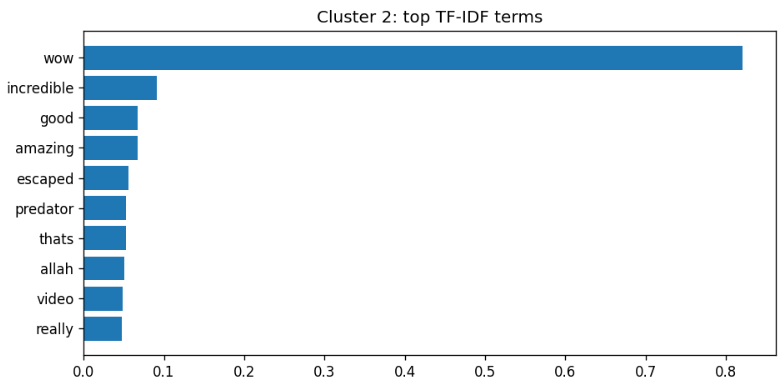 Cluster 2: top TF-IDF terms
wow
incredible
good
amazing
escaped
predator
thats
allah
video
really
0.0 0.1 0.2 0.3 0.4 0.5 0.6 0.7 0.8